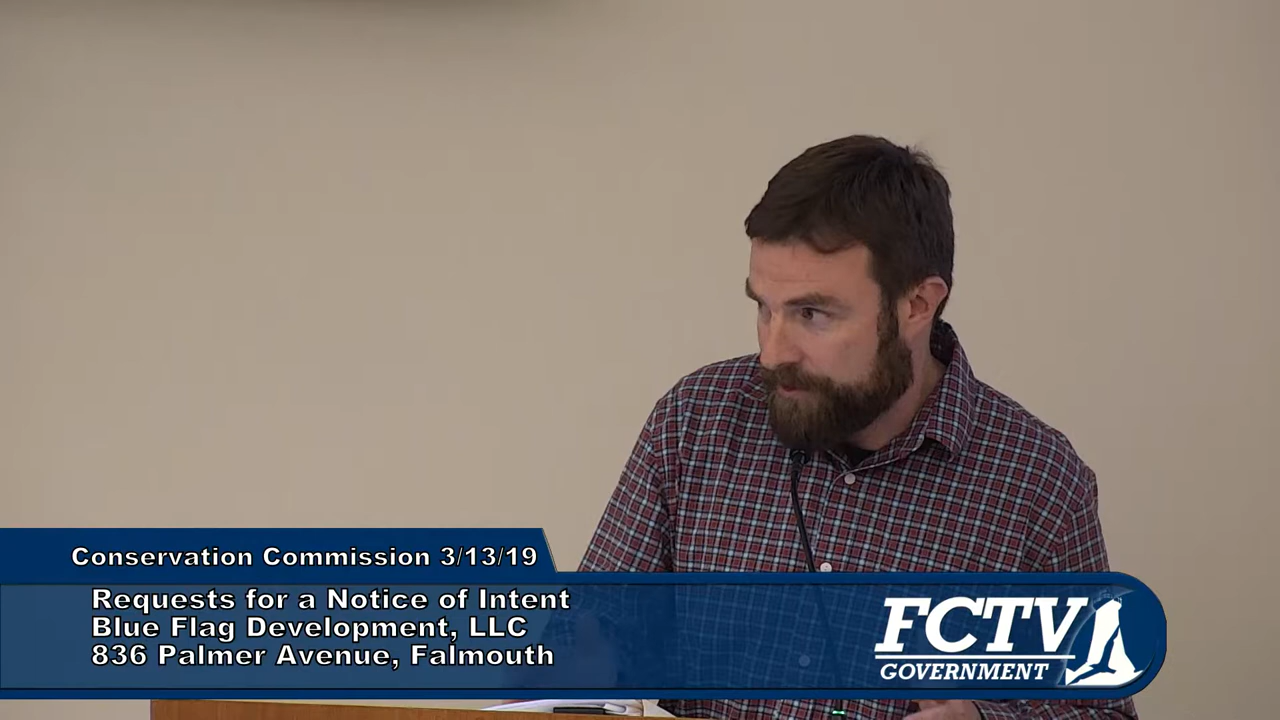 Conservation Commission 3/13/19
Requests for a Notice of Intent
Blue Flag Development, LLC
836 Palmer Avenue, Falmouth
FCTV
GOVERNMENT